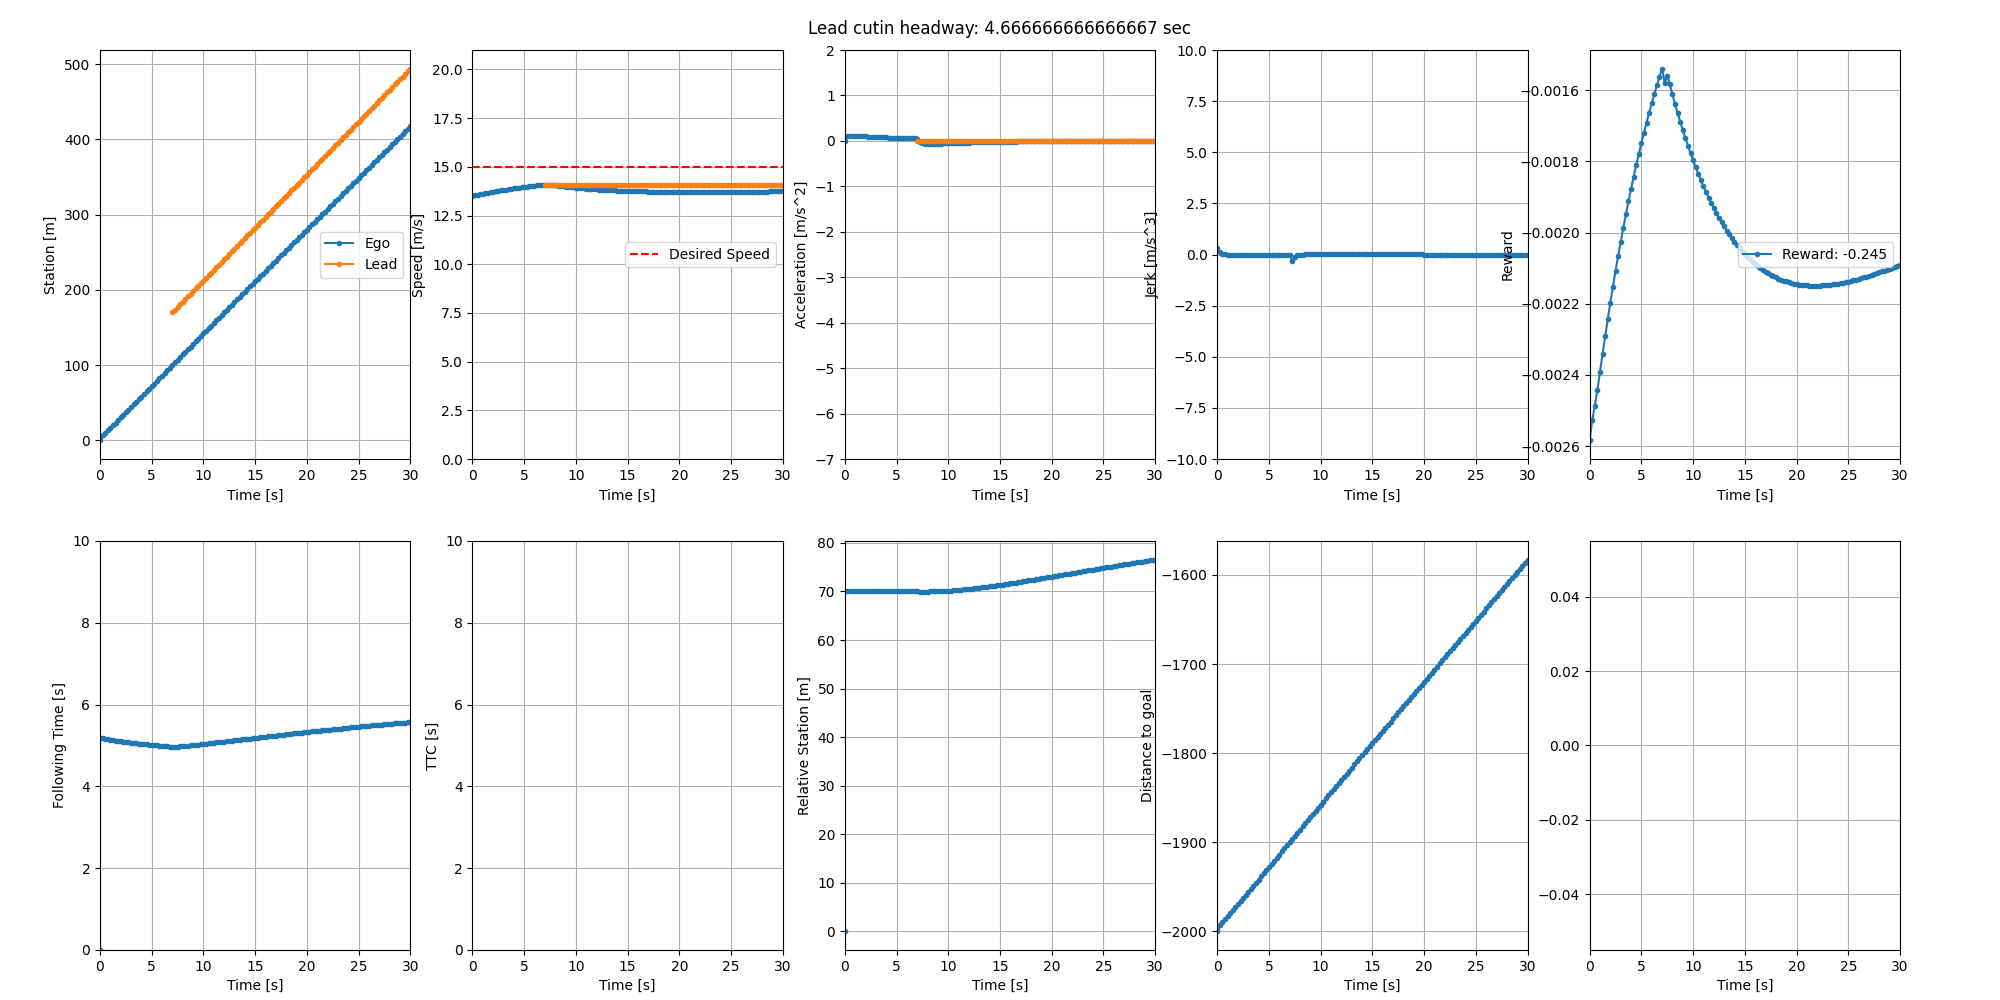 Lead cutin headway: 4.666666666666667 sec
500
400
300
200
100
0
Station [m]
Ego
Lead
0 5 10 15 20 25 30
Time [s]
20.0
17.5
15.0
12.5
10.0
7.5
5.0
2.5
0.0
Speed [m/s]
Desired Speed
0 5 10 15 20 25 30
Time [s]
2
1
0
−1
−2
−3
−4
−5
−6
−7
Acceleration [m/s^2]
0 5 10 15 20 25 30
Time [s]
10.0
7.5
5.0
2.5
0.0
−2.5
−5.0
−7.5
−10.0
Jerk [m/s^3]
0 5 10 15 20 25 30
Time [s]
−0.0016
−0.0018
−0.0020
−0.0022
−0.0024
−0.0026
Reward
Reward: -0.245
0 5 10 15 20 25 30
Time [s]
10
8
6
4
2
0
Following Time [s]
0 5 10 15 20 25 30
Time [s]
10
8
6
4
2
0
TTC [s]
0 5 10 15 20 25 30
Time [s]
80
70
60
50
40
30
20
10
0
Relative Station [m]
0 5 10 15 20 25 30
Time [s]
−1600
−1700
−1800
−1900
−2000
Distance to goal
0 5 10 15 20 25 30
Time [s]
0.04
0.02
0.00
−0.02
−0.04
0 5 10 15 20 25 30
Time [s]